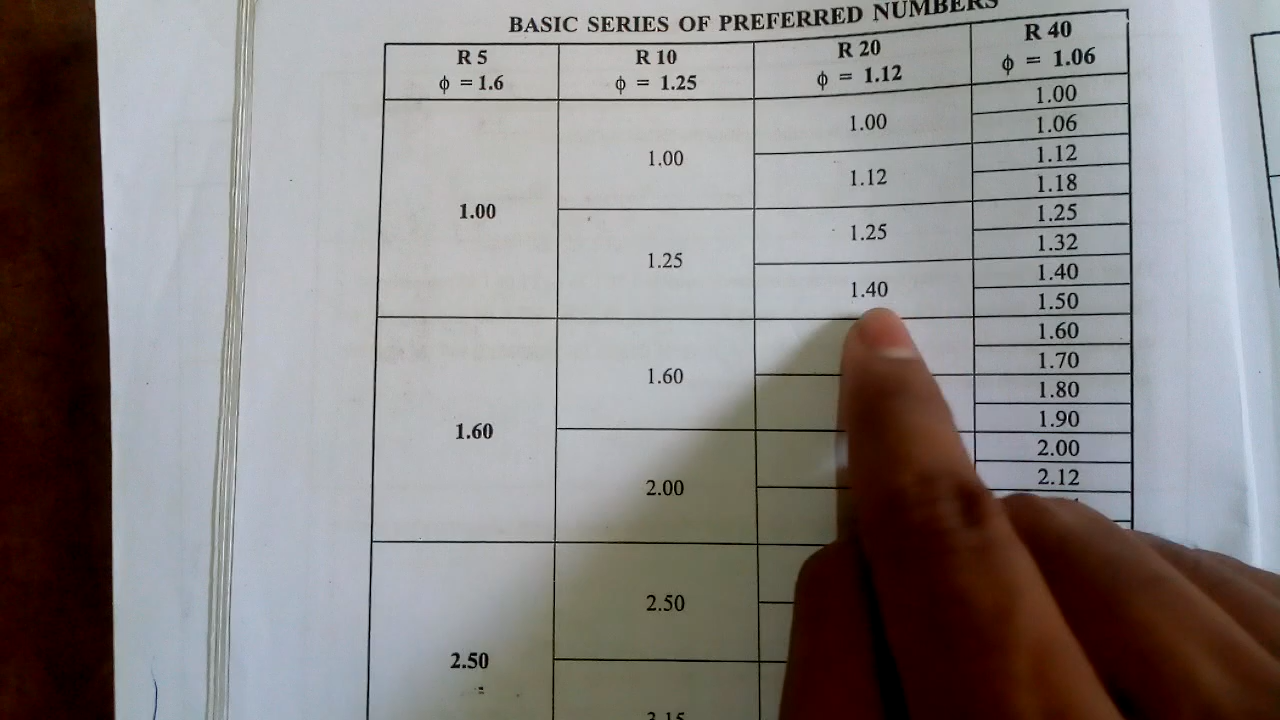 BASIC SERIES OF PREFERRED NUMBERS
R 5 R 10 R 20 R 40
ϕ = 1.6 ϕ = 1.25 ϕ = 1.12 ϕ = 1.06
1.00 1.00 1.00 1.00
1.06
1.12 1.12
1.18
1.25 1.25 1.25
1.32
1.40 1.40
1.50
1.60 1.60 1.60
1.70
1.80
1.90
2.00 2.00
2.12
2.50 2.50
3.15